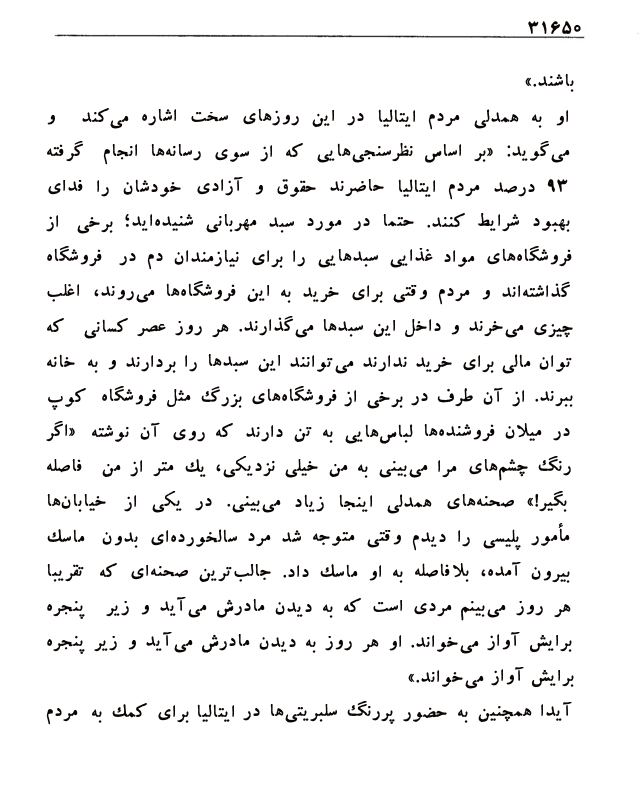 ۳۱۶۵۰
باشند.»
او به همدلی مردم ایتالیا در این روزهای سخت اشاره می‌کند و
می‌گوید: «بر اساس نظرسنجی‌هایی که از سوی رسانه‌ها انجام گرفته
۹۳ درصد مردم ایتالیا حاضرند حقوق و آزادی خودشان را فدای
بهبود شرایط کنند. حتما در مورد سبد مهربانی شنیده‌اید؛ برخی از
فروشگاه‌های مواد غذایی سبدهایی را برای نیازمندان دم در فروشگاه
گذاشته‌اند و مردم وقتی برای خرید به این فروشگاه‌ها می‌روند، اغلب
چیزی می‌خرند و داخل این سبدها می‌گذارند. هر روز عصر کسانی که
توان مالی برای خرید ندارند می‌توانند این سبدها را بردارند و به خانه
ببرند. از آن طرف در برخی از فروشگاه‌های بزرگ مثل فروشگاه کوپ
در میلان فروشنده‌ها لباس‌هایی به تن دارند که روی آن نوشته «اگر
رنگ چشم‌های مرا می‌بینی به من خیلی نزدیکی، یك متر از من فاصله
بگیر!» صحنه‌های همدلی اینجا زیاد می‌بینی. در یکی از خیابان‌ها
مأمور پلیسی را دیدم وقتی متوجه شد مرد سالخورده‌ای بدون ماسك
بیرون آمده، بلافاصله به او ماسك داد. جالب‌ترین صحنه‌ای که تقریبا
هر روز می‌بینم مردی است که به دیدن مادرش می‌آید و زیر پنجره
برایش آواز می‌خواند. او هر روز به دیدن مادرش می‌آید و زیر پنجره
برایش آواز می‌خواند.»
آیدا همچنین به حضور پررنگ سلبریتی‌ها در ایتالیا برای کمك به مردم